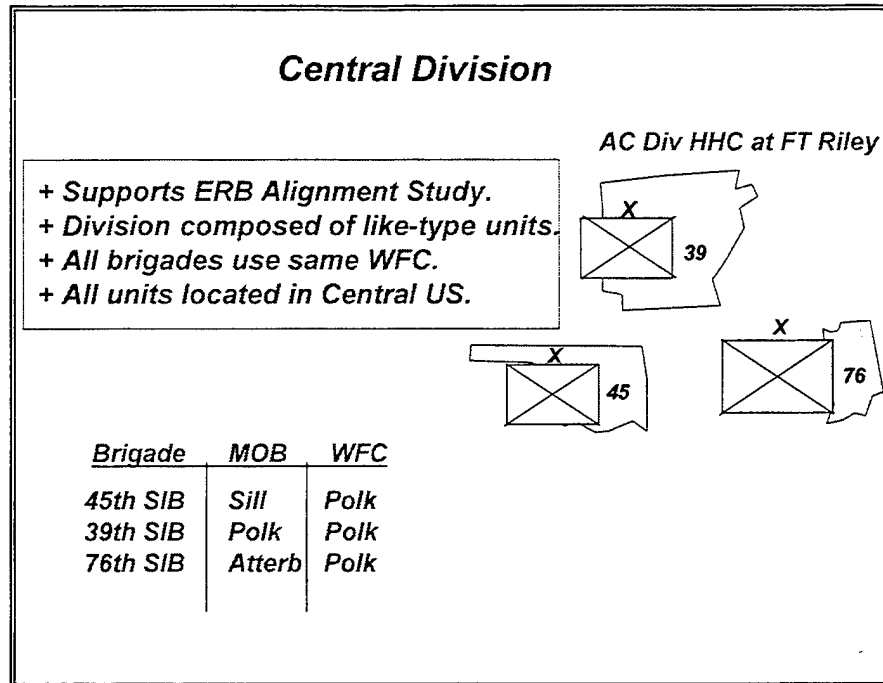 Central Division
AC Div HHC at FT Riley
+ Supports ERB Alignment Study.
+ Division composed of like-type units.
+ All brigades use same WFC.
+ All units located in Central US.
X
39
X
45
X
76
Brigade MOB WFC
45th SIB Sill Polk
39th SIB Polk Polk
76th SIB Atterb Polk